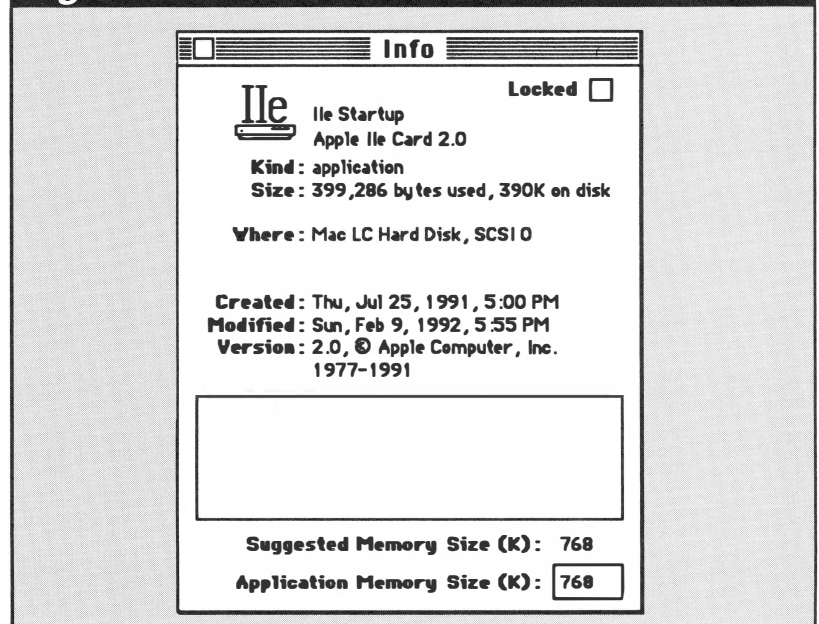 Info
Locked
IIe
IIe Startup
Apple IIe Card 2.0
Kind: application
Size: 399,286 bytes used, 390K on disk
Where: Mac LC Hard Disk, SCSI 0
Created: Thu, Jul 25, 1991, 5:00 PM
Modified: Sun, Feb 9, 1992, 5:55 PM
Version: 2.0, © Apple Computer, Inc.
1977-1991
Suggested Memory Size (K): 768
Application Memory Size (K): 768